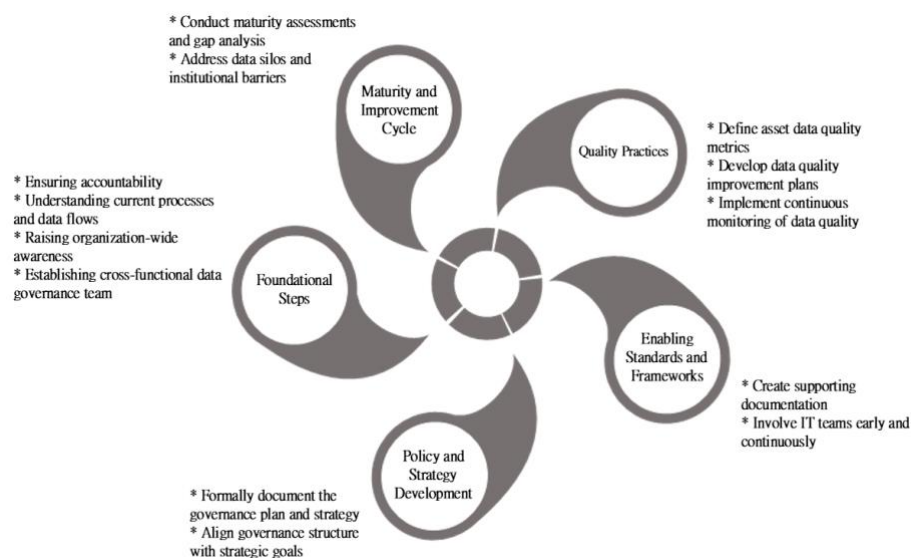 * Conduct maturity assessments
and gap analysis
* Address data silos and
institutional barriers
Maturity and
Improvement
Cycle
Quality Practices
* Define asset data quality
metrics
* Develop data quality
improvement plans
* Implement continuous
monitoring of data quality
* Ensuring accountability
* Understanding current processes
and data flows
* Raising organization-wide
awareness
* Establishing cross-functional data
governance team
Foundational
Steps
Enabling
Standards and
Frameworks
* Create supporting
documentation
* Involve IT teams early and
continuously
Policy and
Strategy
Development
* Formally document the
governance plan and strategy
* Align governance structure
with strategic goals